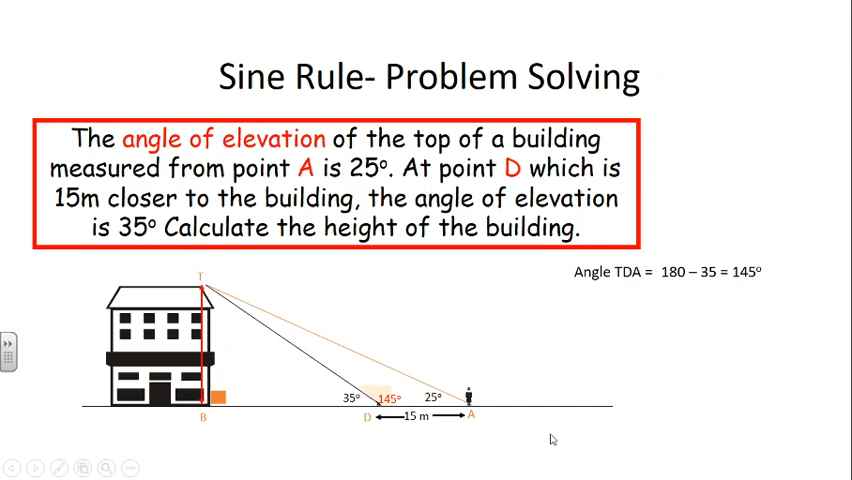 Sine Rule- Problem Solving
The angle of elevation of the top of a building
measured from point A is 25º. At point D which is
15m closer to the building, the angle of elevation
is 35º Calculate the height of the building.
Angle TDA = 180 – 35 = 145º
T
35º 145º 25º
B D 15 m A